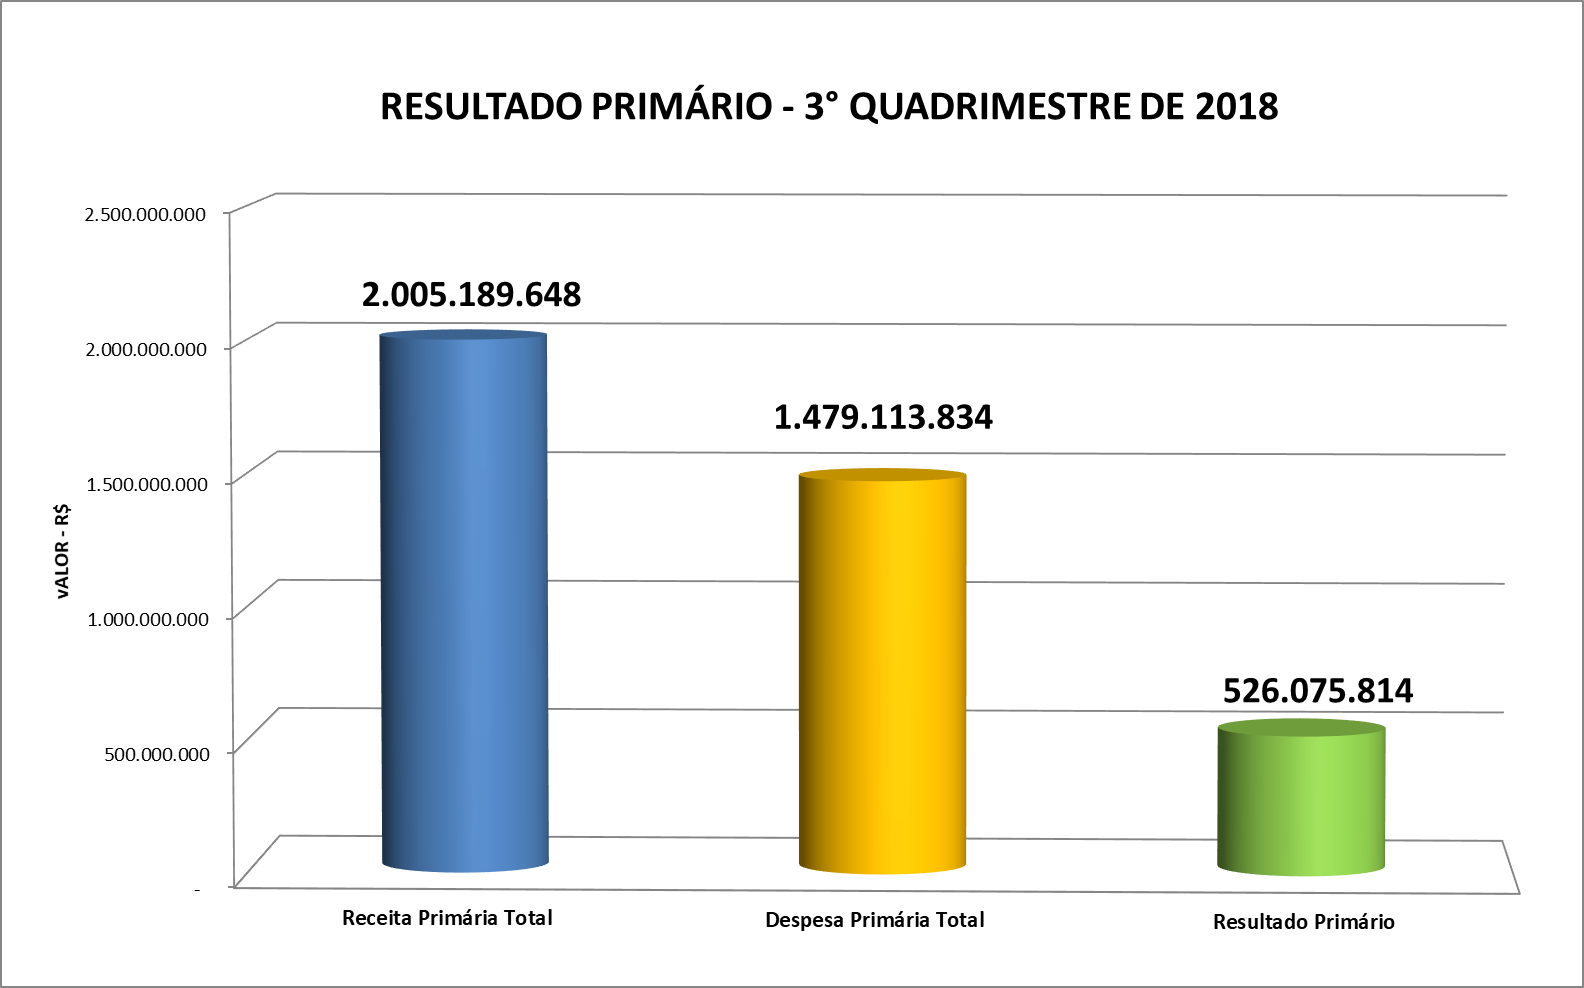 RESULTADO PRIMÁRIO - 3° QUADRIMESTRE DE 2018
2.500.000.000
2.000.000.000
1.500.000.000
1.000.000.000
500.000.000
-
vALOR - R$
2.005.189.648
1.479.113.834
526.075.814
Receita Primária Total
Despesa Primária Total
Resultado Primário